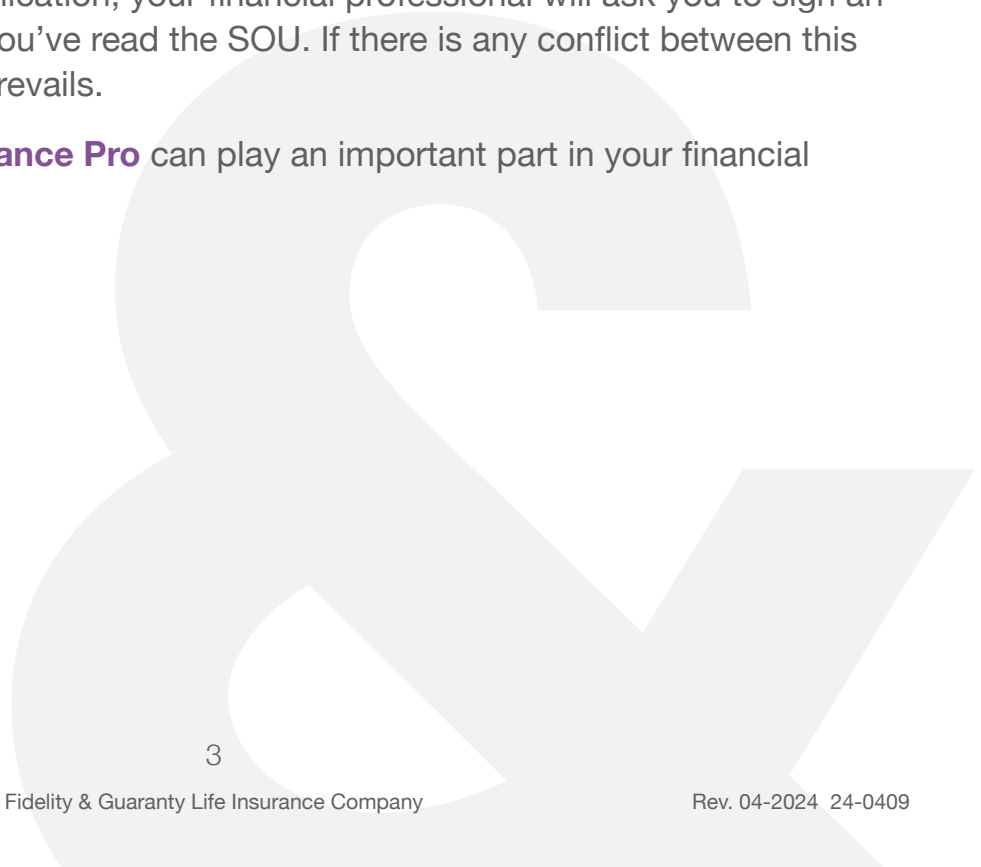 lication, your financial professional will ask you to sign an
ou've read the SOU. If there is any conflict between this
revails.
ance Pro can play an important part in your financial
&
3
Fidelity & Guaranty Life Insurance Company Rev. 04-2024 24-0409